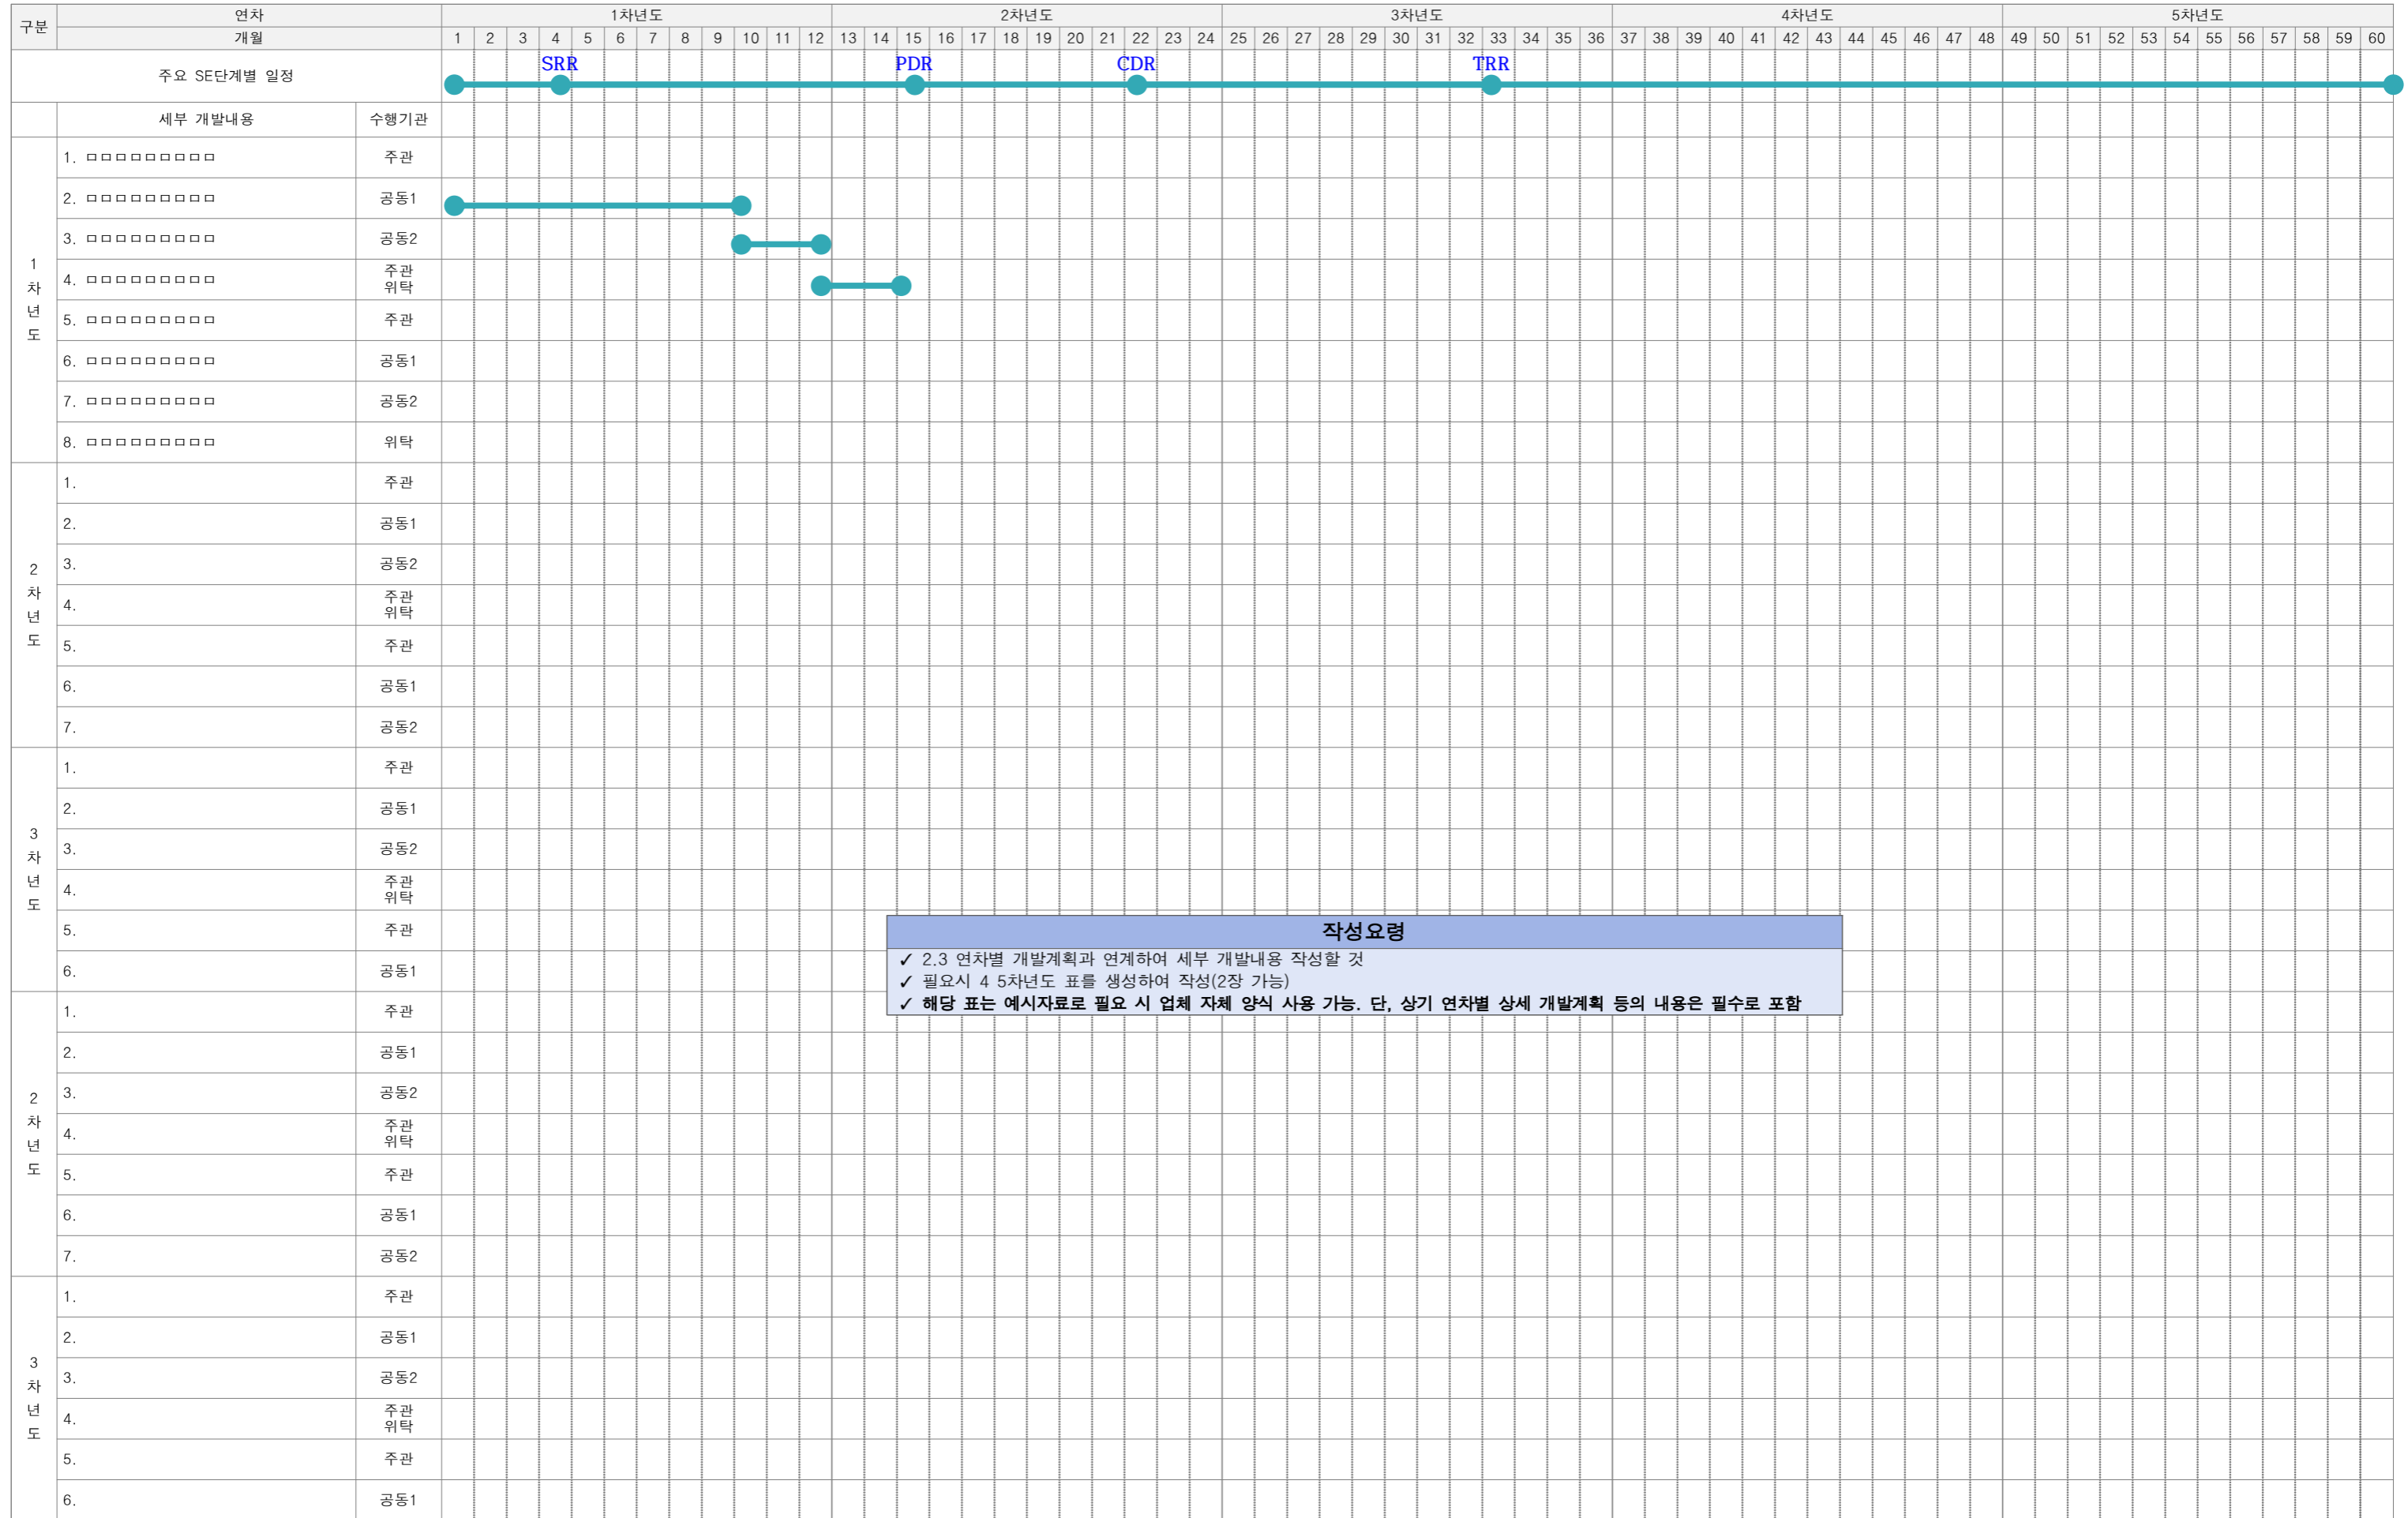 구분 연차 1차년도 2차년도 3차년도 4차년도 5차년도
개월 1 2 3 4 5 6 7 8 9 10 11 12 13 14 15 16 17 18 19 20 21 22 23 24 25 26 27 28 29 30 31 32 33 34 35 36 37 38 39 40 41 42 43 44 45 46 47 48 49 50 51 52 53 54 55 56 57 58 59 60
주요 SE단계별 일정 SRR PDR CDR TRR
세부 개발내용 수행기관
1차년도
1. ㅁㅁㅁㅁㅁㅁㅁㅁㅁ 주관
2. ㅁㅁㅁㅁㅁㅁㅁㅁㅁ 공동1
3. ㅁㅁㅁㅁㅁㅁㅁㅁㅁ 공동2
4. ㅁㅁㅁㅁㅁㅁㅁㅁㅁ 주관 위탁
5. ㅁㅁㅁㅁㅁㅁㅁㅁㅁ 주관
6. ㅁㅁㅁㅁㅁㅁㅁㅁㅁ 공동1
7. ㅁㅁㅁㅁㅁㅁㅁㅁㅁ 공동2
8. ㅁㅁㅁㅁㅁㅁㅁㅁㅁ 위탁
2차년도
1. 주관
2. 공동1
3. 공동2
4. 주관 위탁
5. 주관
6. 공동1
7. 공동2
3차년도
1. 주관
2. 공동1
3. 공동2
4. 주관 위탁
5. 주관
6. 공동1
작성요령
✓ 2.3 연차별 개발계획과 연계하여 세부 개발내용 작성할 것
✓ 필요시 4 5차년도 표를 생성하여 작성(2장 가능)
✓ 해당 표는 예시자료로 필요 시 업체 자체 양식 사용 가능. 단, 상기 연차별 상세 개발계획 등의 내용은 필수로 포함
2차년도
1. 주관
2. 공동1
3. 공동2
4. 주관 위탁
5. 주관
6. 공동1
7. 공동2
3차년도
1. 주관
2. 공동1
3. 공동2
4. 주관 위탁
5. 주관
6. 공동1